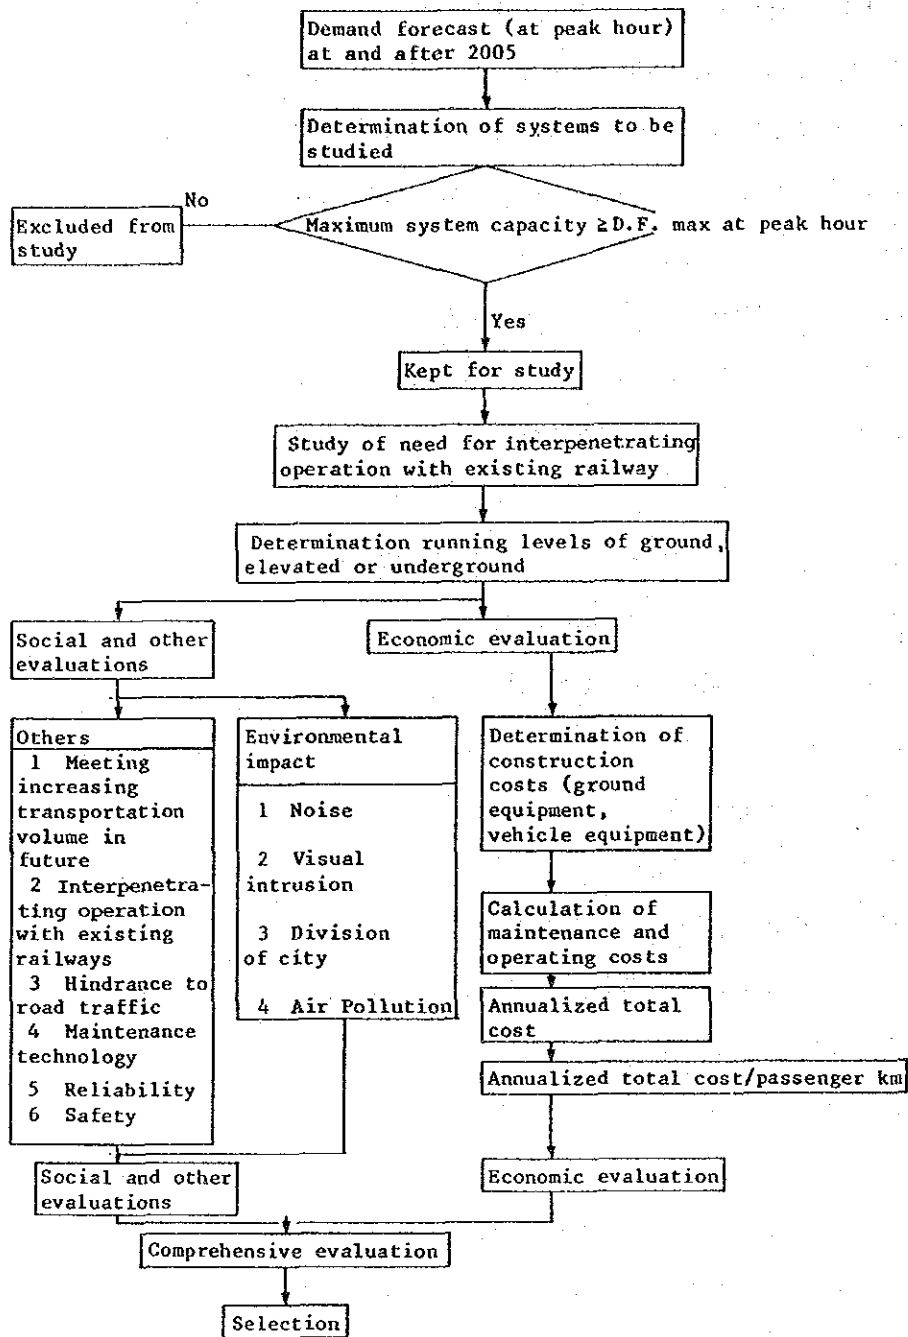 Demand forecast (at peak hour)
at and after 2005
Determination of systems to be
studied
No
Excluded from
study
Maximum system capacity ≥ D.F. max at peak hour
Yes
Kept for study
Study of need for interpenetrating
operation with existing railway
Determination running levels of ground,
elevated or underground
Social and other
evaluations
Economic evaluation
Others
1 Meeting
increasing
transportation
volume in
future
2 Interpenetra-
ting operation
with existing
railways
3 Hindrance to
road traffic
4 Maintenance
technology
5 Reliability
6 Safety
Environmental
impact
1 Noise
2 Visual
intrusion
3 Division
of city
4 Air Pollution
Determination of
construction
costs (ground
equipment,
vehicle equipment)
Calculation of
maintenance and
operating costs
Annualized total
cost
Annualized total cost/passenger km
Social and other
evaluations
Economic evaluation
Comprehensive evaluation
Selection